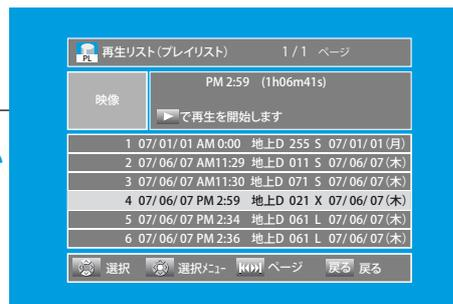 PL 再生リスト(プレイリスト) 1/1 ページ
映像
PM 2:59 (1h06m41s)
で再生を開始します
1 07/01/01 AM 0:00 地上D 255 S 07/01/01(月)
2 07/06/07 AM11:29 地上D 011 S 07/06/07(木)
3 07/06/07 AM11:30 地上D 071 S 07/06/07(木)
4 07/06/07 PM 2:59 地上D 021 X 07/06/07(木)
5 07/06/07 PM 2:34 地上D 061 L 07/06/07(木)
6 07/06/07 PM 2:36 地上D 061 L 07/06/07(木)
選択 選択メニュー ページ 戻る 戻る